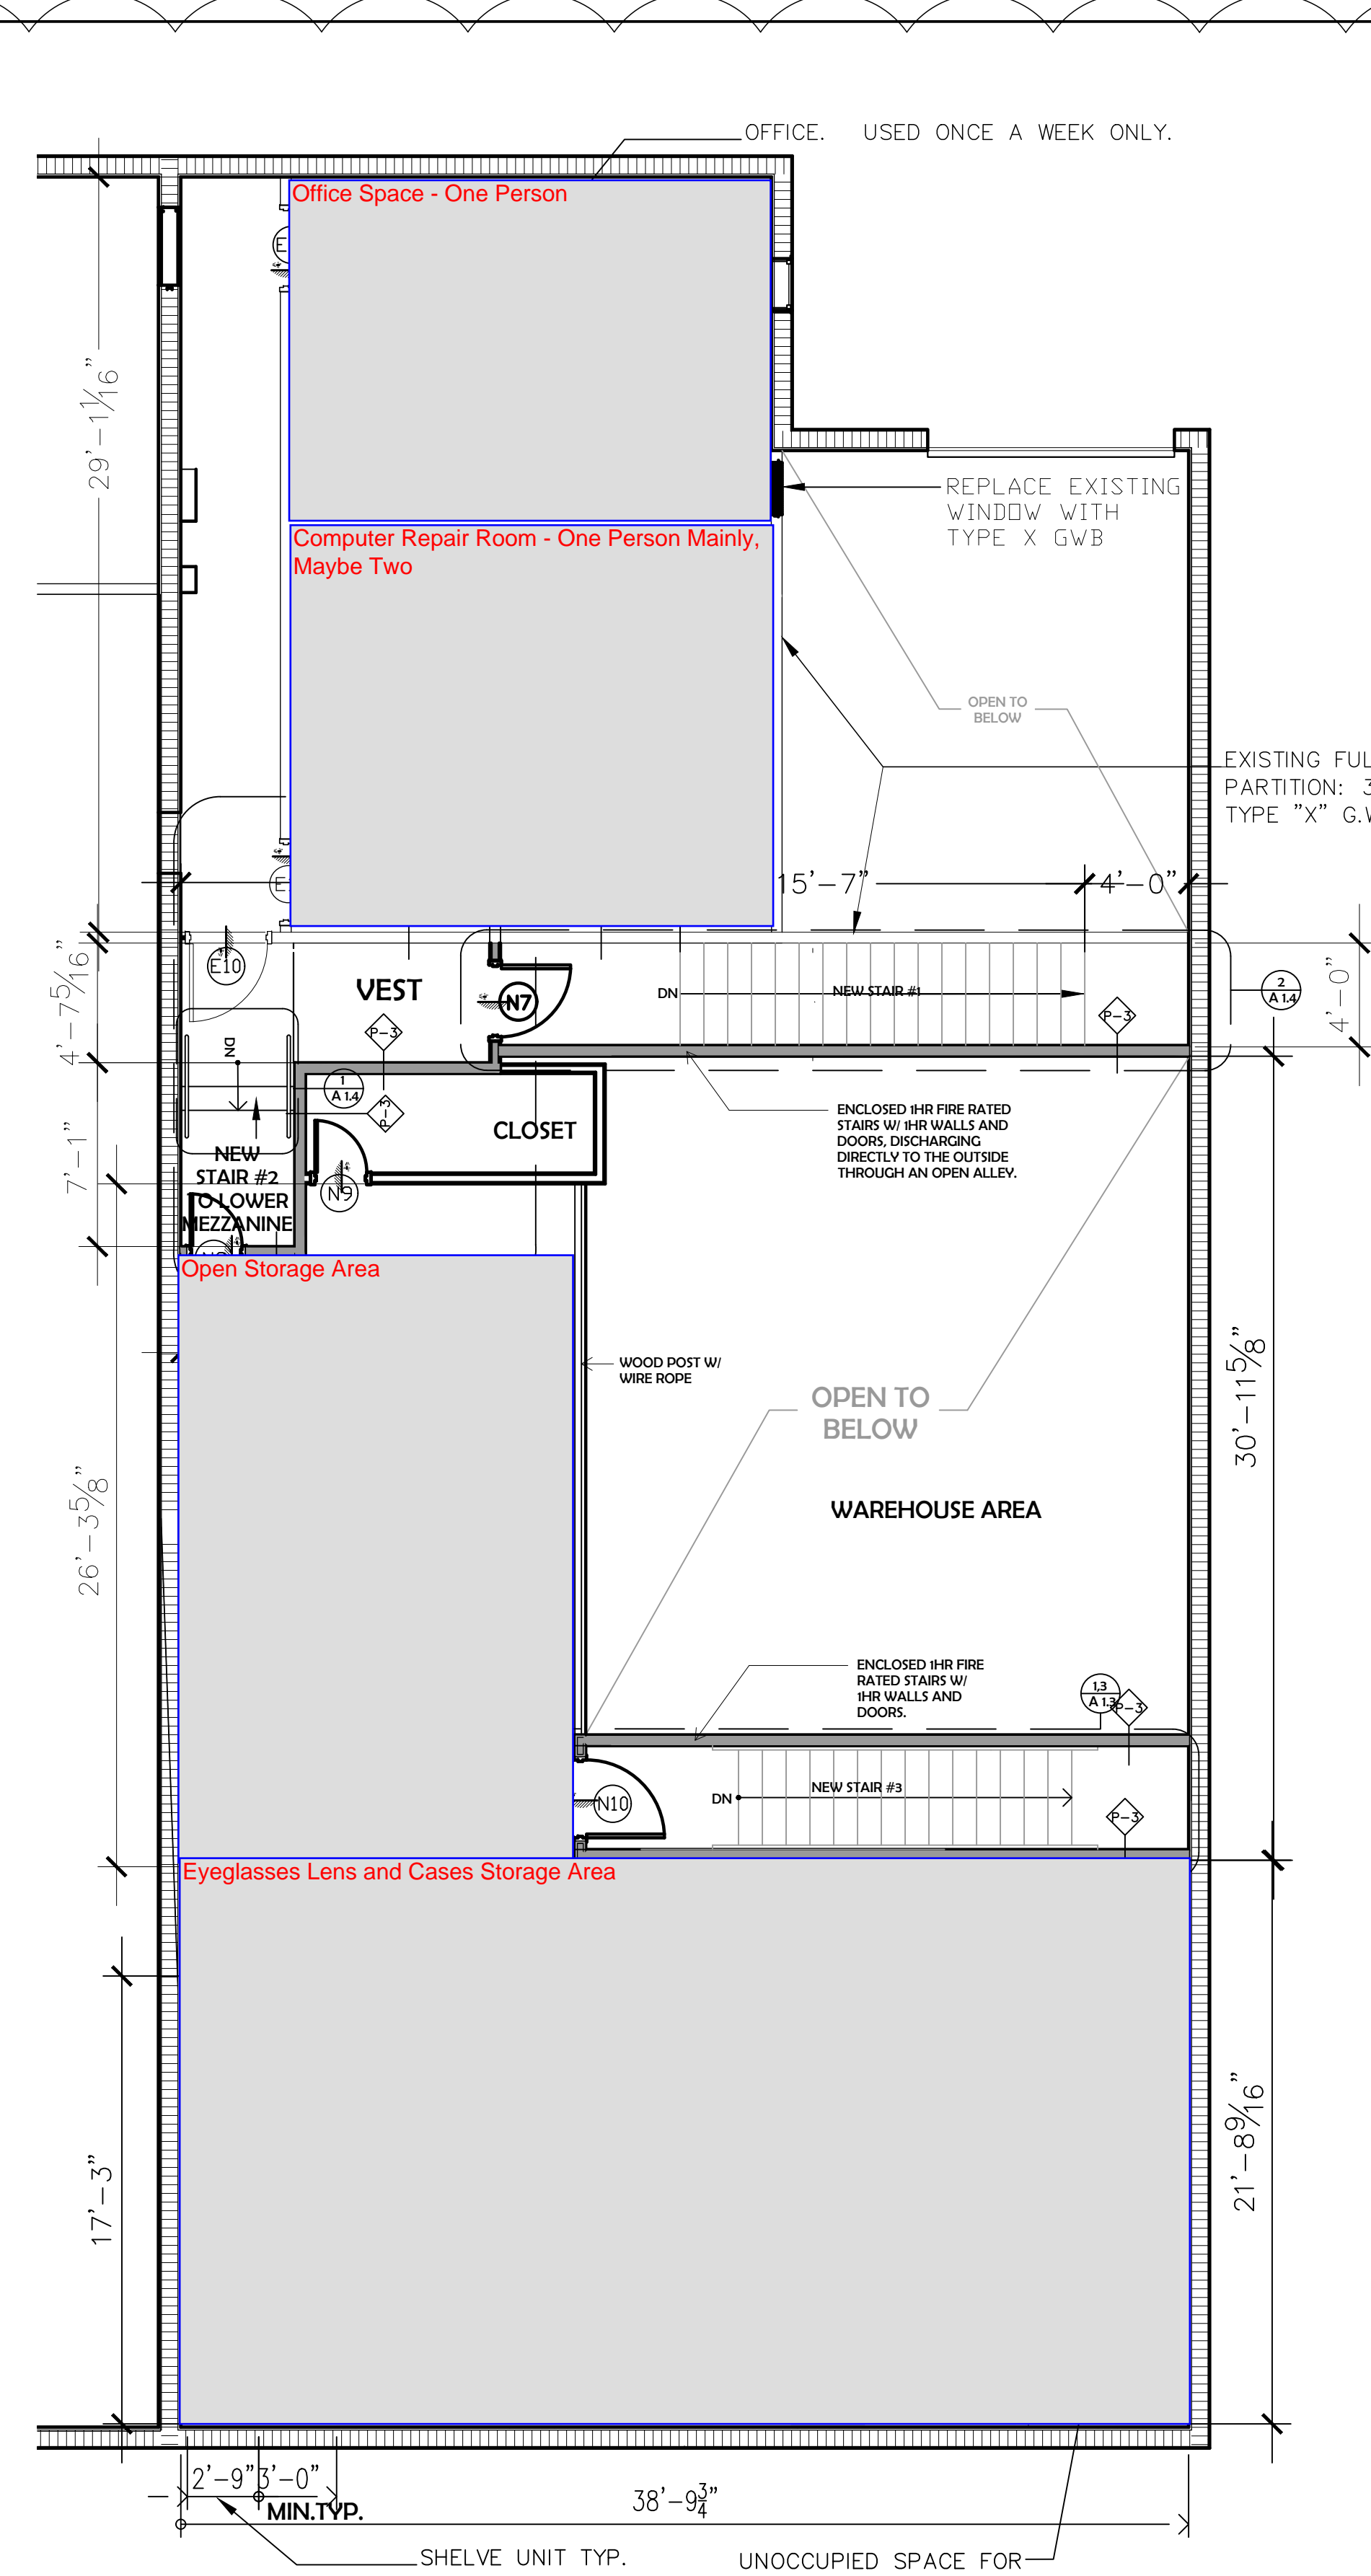 OFFICE. USED ONCE A WEEK ONLY.
Office Space - One Person
E
29'-1 1/16"
REPLACE EXISTING
WINDOW WITH
TYPE X GWB
Computer Repair Room - One Person Mainly,
Maybe Two
OPEN TO
BELOW
EXISTING FUL
PARTITION: 3
TYPE "X" G.W
E
15'-7"
4'-0"
4'-7 5/16"
E10
VEST
N7
DN
NEW STAIR #1
P-3
2
A 1.4
4'-0"
P-3
DN
1
A 1.4
P-3
7'-1"
CLOSET
ENCLOSED 1HR FIRE RATED
STAIRS W/ 1HR WALLS AND
DOORS, DISCHARGING
DIRECTLY TO THE OUTSIDE
THROUGH AN OPEN ALLEY.
NEW
STAIR #2
TO LOWER
MEZZANINE
N9
Open Storage Area
WOOD POST W/
WIRE ROPE
OPEN TO
BELOW
30'-11 5/8"
26'-3 5/8"
WAREHOUSE AREA
ENCLOSED 1HR FIRE
RATED STAIRS W/
1HR WALLS AND
DOORS.
1,3
A 1.3
P-3
N10
DN
NEW STAIR #3
P-3
Eyeglasses Lens and Cases Storage Area
17'-3"
21'-8 9/16"
2'-9"
3'-0"
MIN.TYP.
38'-9 3/4"
SHELVE UNIT TYP.
UNOCCUPIED SPACE FOR